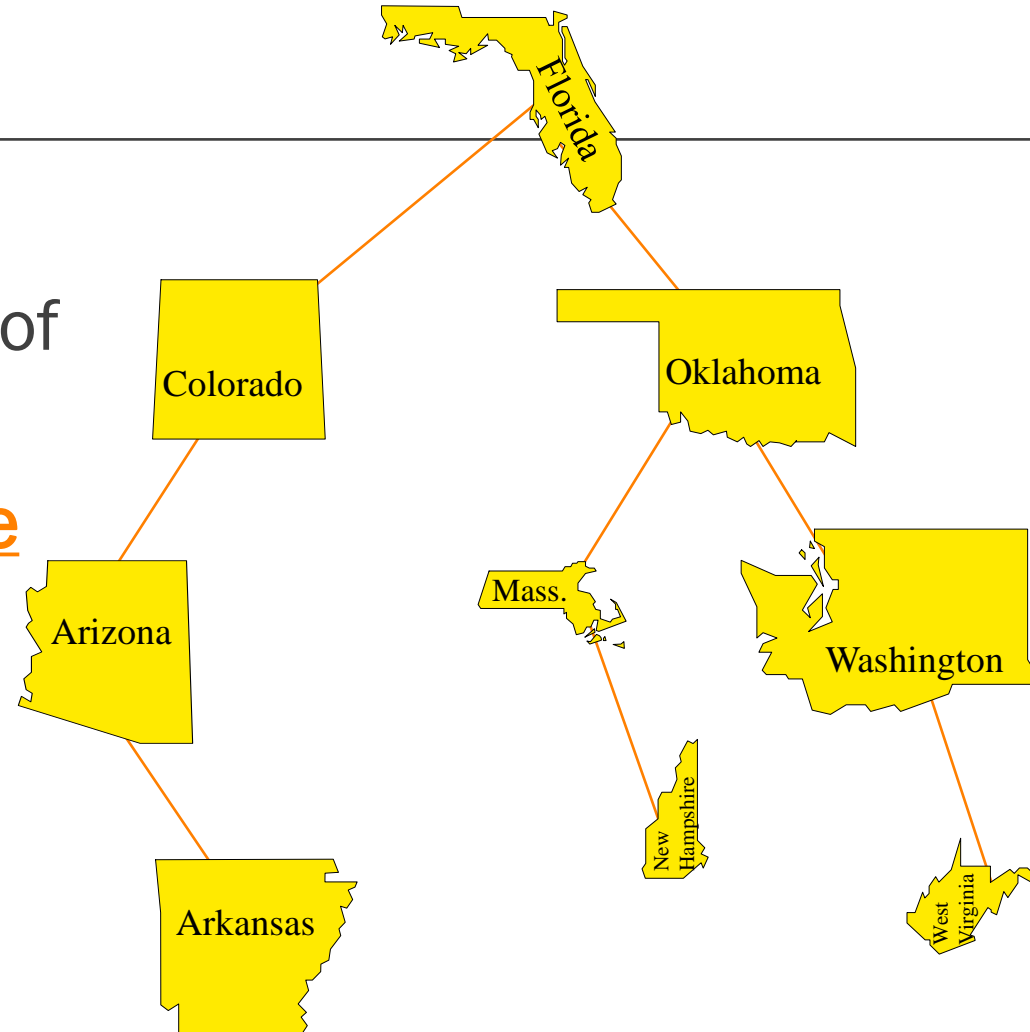 Florida
of
Colorado
Oklahoma
e
Mass.
Arizona
Washington
New
Hampshire
West
Virginia
Arkansas